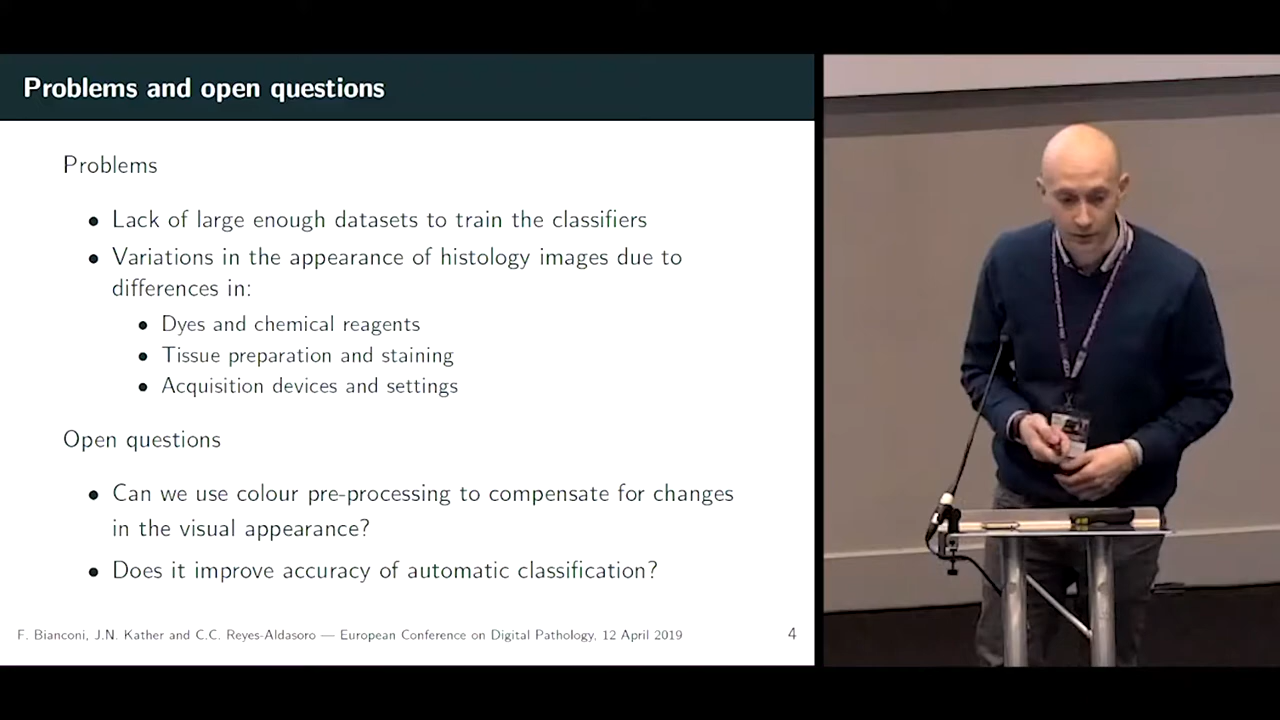 Problems and open questions
Problems
• Lack of large enough datasets to train the classifiers
• Variations in the appearance of histology images due to
differences in:
• Dyes and chemical reagents
• Tissue preparation and staining
• Acquisition devices and settings
Open questions
• Can we use colour pre-processing to compensate for changes
in the visual appearance?
• Does it improve accuracy of automatic classification?
F. Bianconi, J.N. Kather and C.C. Reyes-Aldasoro — European Conference on Digital Pathology, 12 April 2019
4